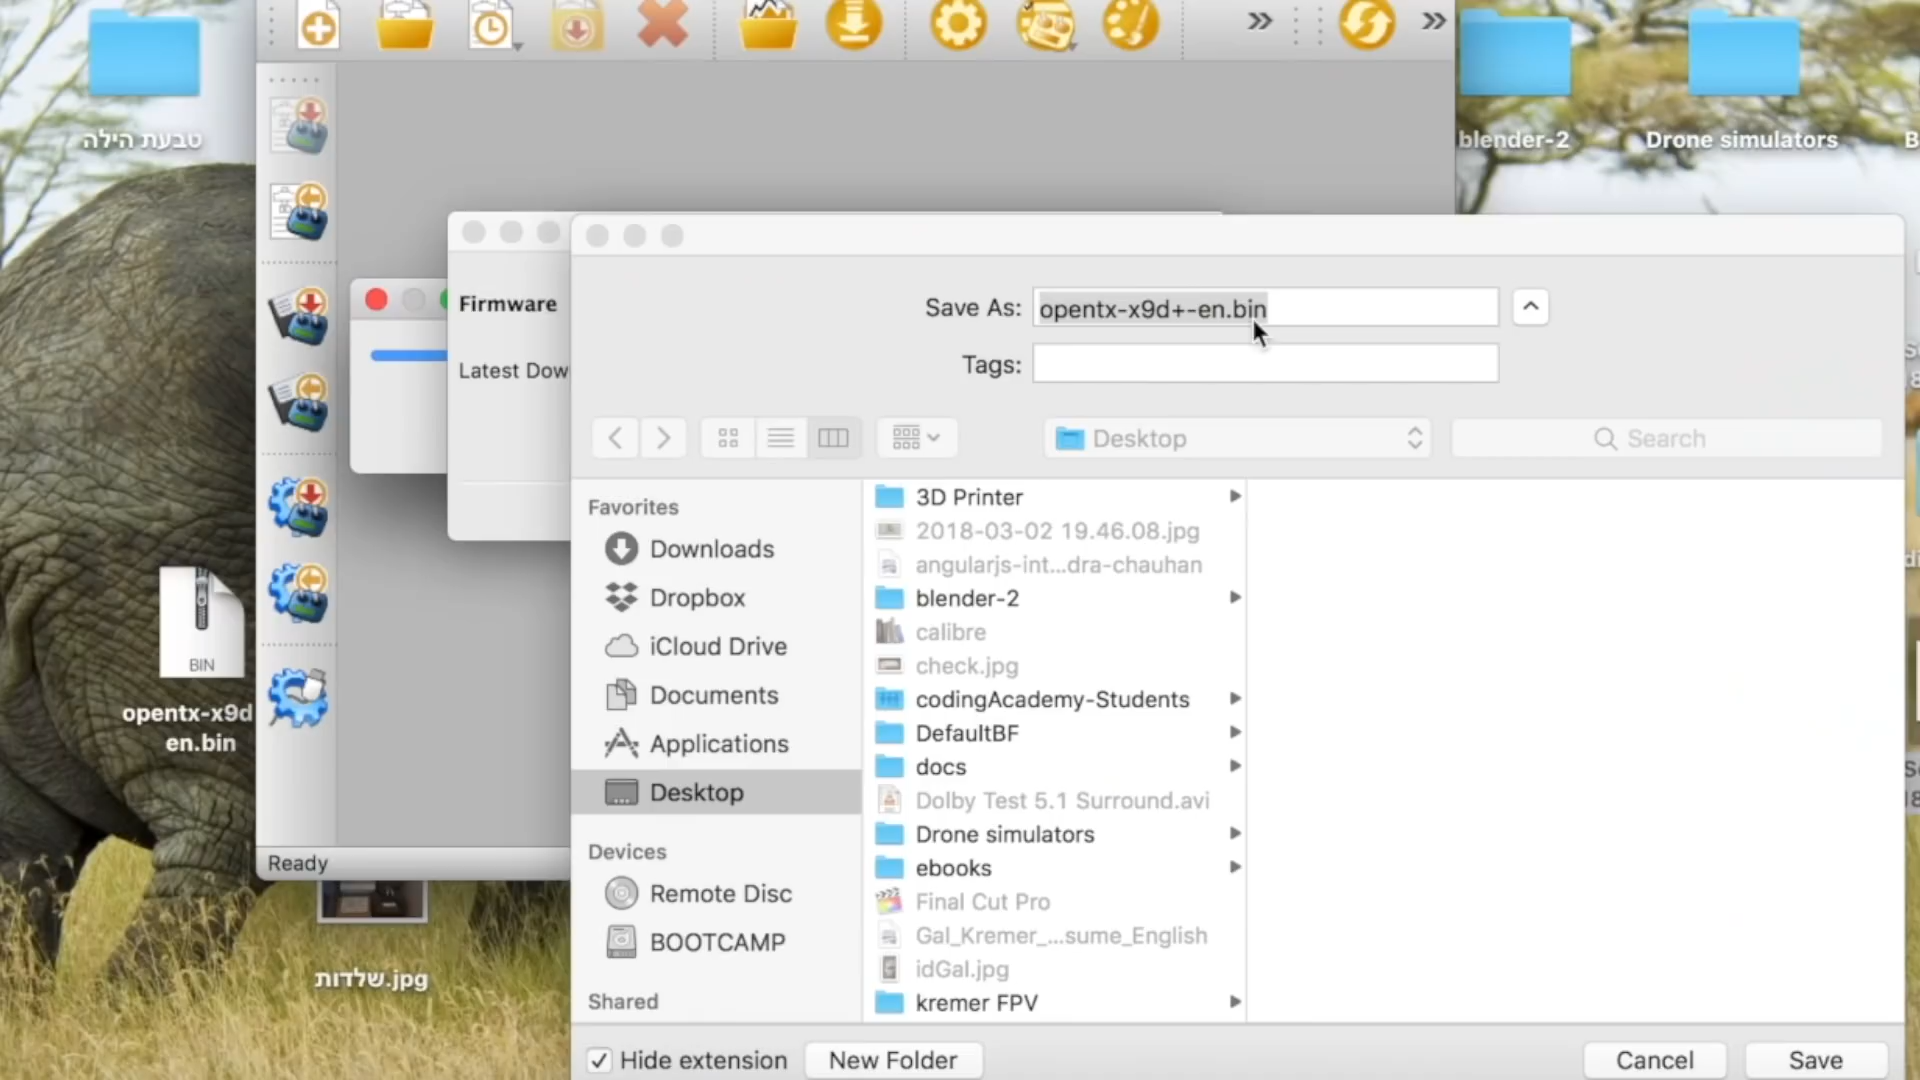 טבעת הילה
blender-2
Drone simulators
B
Firmware
Save As:
opentx-x9d+-en.bin
Latest Dow
Tags:
Desktop
Search
Favorites
Downloads
Dropbox
iCloud Drive
Documents
Applications
Desktop
Devices
Remote Disc
BOOTCAMP
Shared
3D Printer
2018-03-02 19.46.08.jpg
angularjs-int...dra-chauhan
blender-2
calibre
check.jpg
codingAcademy-Students
DefaultBF
docs
Dolby Test 5.1 Surround.avi
Drone simulators
ebooks
Final Cut Pro
Gal_Kremer_...sume_English
idGal.jpg
kremer FPV
BIN
opentx-x9d
en.bin
Ready
שלדות.jpg
Hide extension
New Folder
Cancel
Save